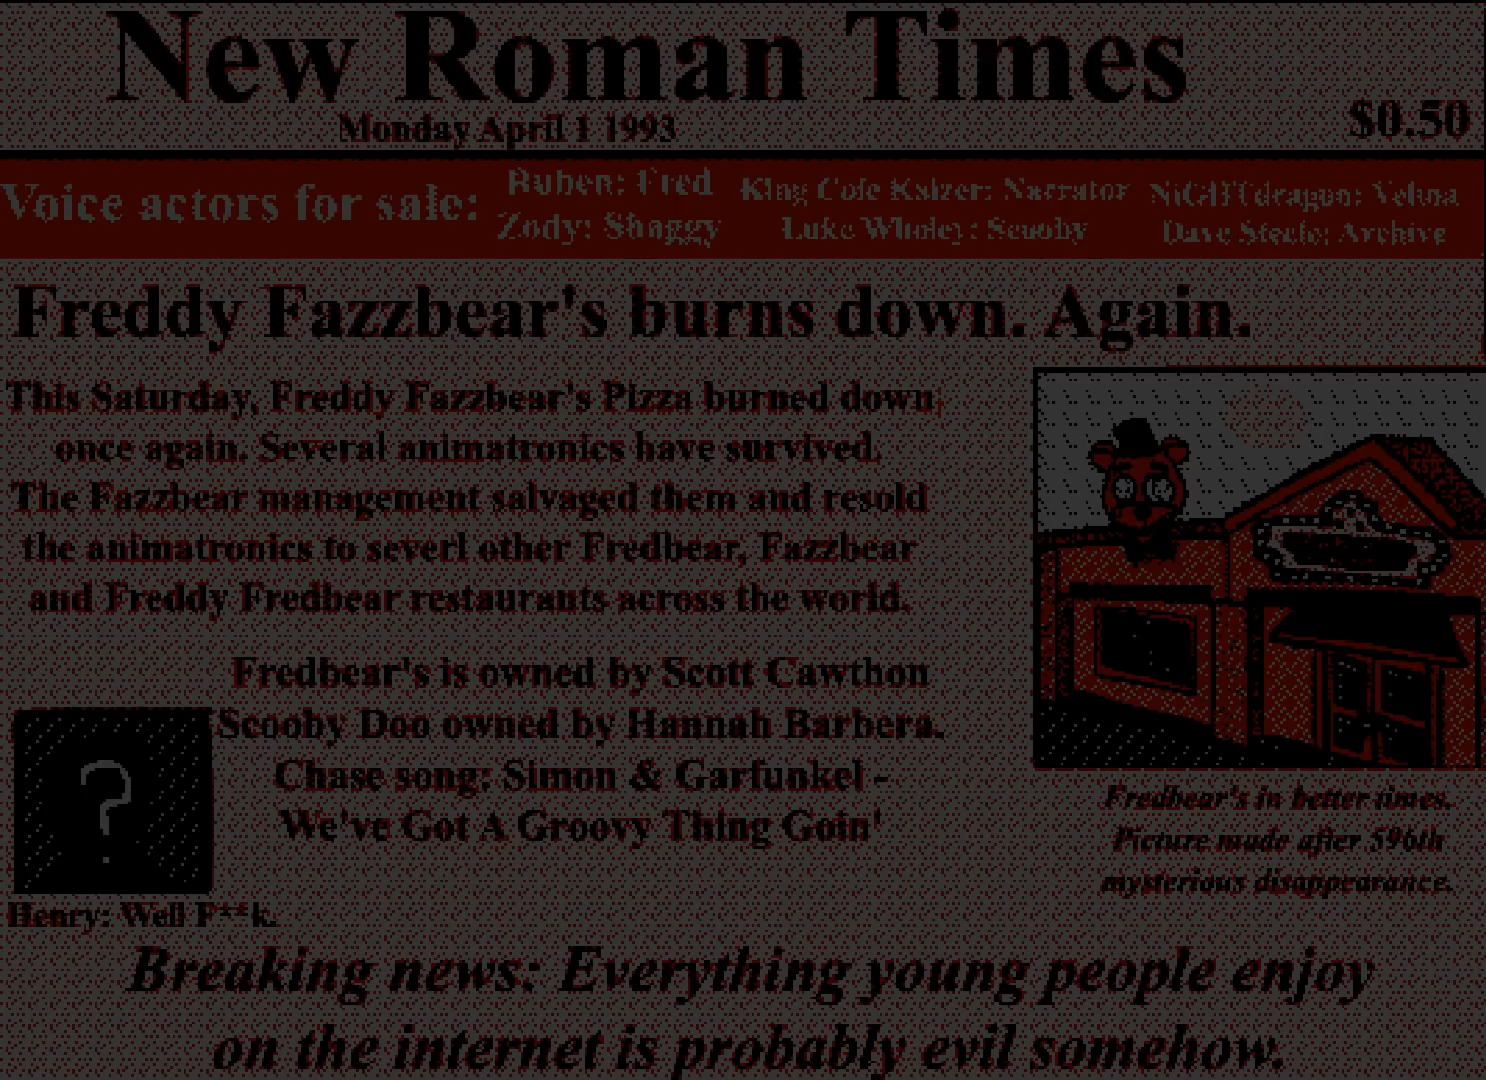 New Roman Times
Monday April 1 1993
$0.50
Voice actors for sale:
Ruben: Fred
Zody: Shaggy
King Cole Kaizer: Narrator
Luke Wholey: Scooby
Velma
Dave Steele: Archive
Freddy Fazzbear's burns down. Again.
This Saturday, Freddy Fazzbear's Pizza burned down,
once again. Several animatronics have survived.
The Fazzbear management salvaged them and resold
the animatronics to severl other Fredbear, Fazzbear
and Freddy Fredbear restaurants across the world.
Fredbear's is owned by Scott Cawthon
Scooby Doo owned by Hannah Barbera.
Chase song: Simon & Garfunkel -
We've Got A Groovy Thing Goin'
?
Henry: Well F**k.
Fredbear's in better times.
Picture made after 596th
mysterious disappearance.
Breaking news: Everything young people enjoy
on the internet is probably evil somehow.